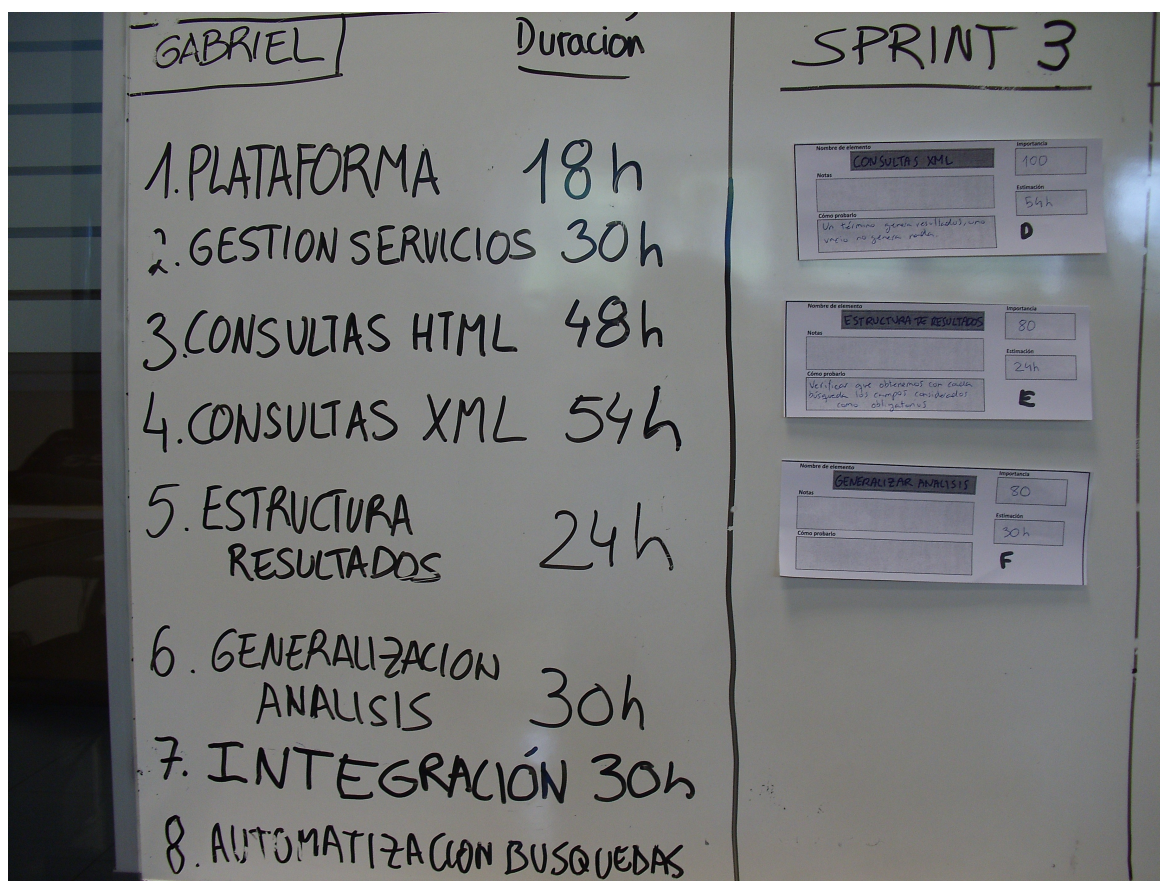 GABRIEL Duración
1. PLATAFORMA 18h
2. GESTION SERVICIOS 30h
3. CONSULTAS HTML 48h
4. CONSULTAS XML 54h
5. ESTRUCTURA
RESULTADOS 24h
6. GENERALIZACION
ANALISIS 30h
7. INTEGRACIÓN 30h
8. AUTOMATIZACCION BUSQUEDAS
SPRINT 3
Nombre de elemento
CONSULTAS XML
Importancia
100
Notas
Estimación
54h
Cómo probarlo
Un término genera resultados, uno
vacio no genera nada.
D
Nombre de elemento
ESTRUCTURA DE RESULTADOS
Importancia
80
Notas
Estimación
24h
Cómo probarlo
Verificar que obtenemos con cada
búsqueda los campos considerados
como obligatorios
E
Nombre de elemento
GENERALIZAR ANALISIS
Importancia
80
Notas
Estimación
30h
Cómo probarlo
F